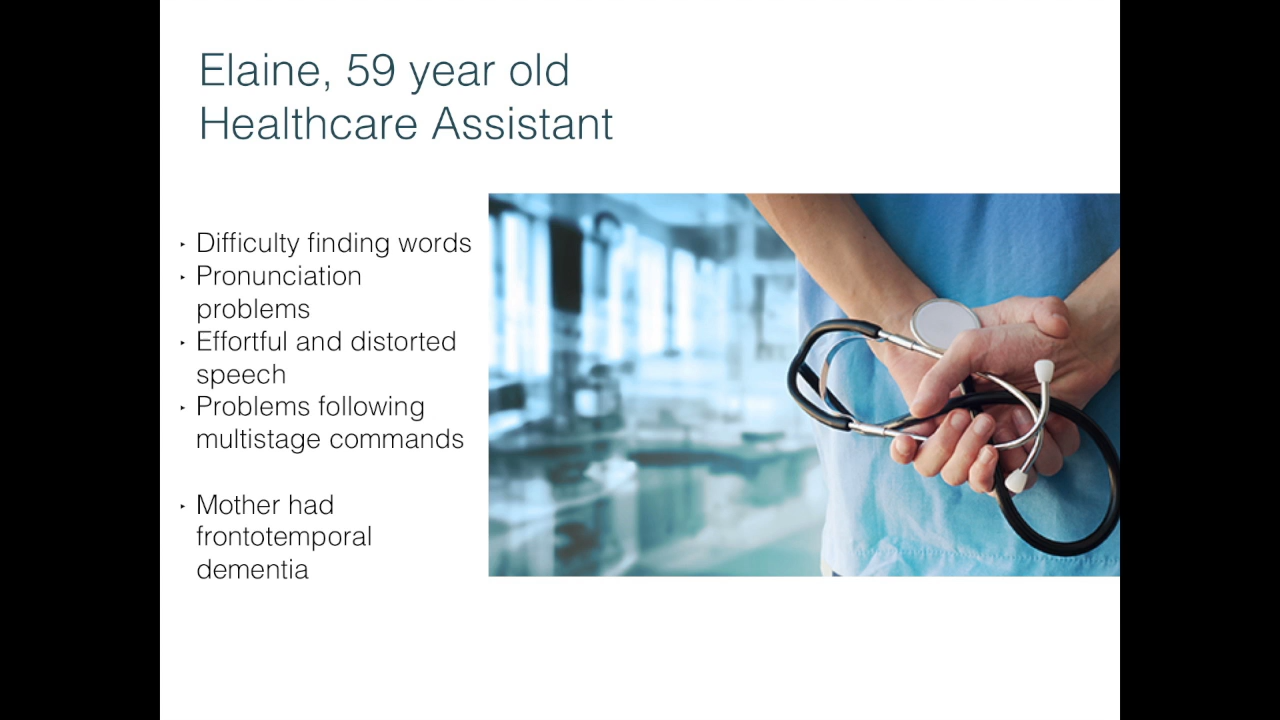 Elaine, 59 year old
Healthcare Assistant
‣ Difficulty finding words
‣ Pronunciation
problems
‣ Effortful and distorted
speech
‣ Problems following
multistage commands
‣ Mother had
frontotemporal
dementia